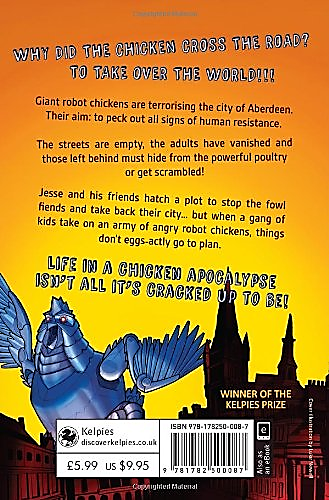 WHY DID THE CHICKEN CROSS THE ROAD?
TO TAKE OVER THE WORLD!!!
Giant robot chickens are terrorising the city of Aberdeen.
Their aim: to peck out all signs of human resistance.
The streets are empty, the adults have vanished and
those left behind must hide from the powerful poultry
or get scrambled!
Jesse and his friends hatch a plot to stop the fowl
fiends and take back their city... but when a gang of
kids take on an army of angry robot chickens, things
don't eggs-actly go to plan.
LIFE IN A CHICKEN APOCALYPSE
ISN'T ALL IT'S CRACKED UP TO BE!
WINNER OF THE
KELPIES PRIZE
Kelpies
discoverkelpies.co.uk
£5.99 US $9.95
ISBN 978-178250-008-7
9 781782 500087
e
Also as
an eBook